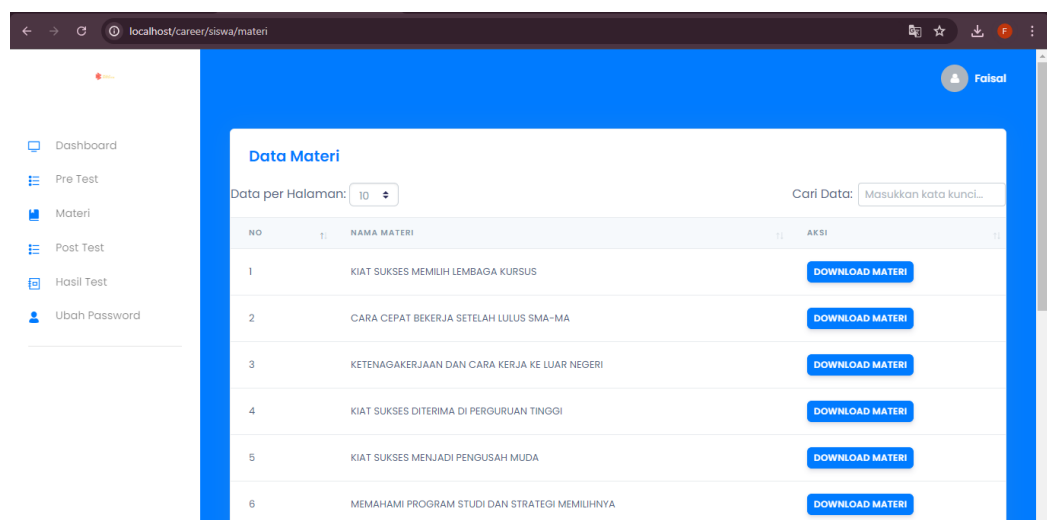 localhost/career/siswa/materi
F
Faisal
Dashboard
Pre Test
Materi
Post Test
Hasil Test
Ubah Password
Data Materi
Data per Halaman: 10
Cari Data: Masukkan kata kunci...
NO NAMA MATERI AKSI
1 KIAT SUKSES MEMILIH LEMBAGA KURSUS DOWNLOAD MATERI
2 CARA CEPAT BEKERJA SETELAH LULUS SMA-MA DOWNLOAD MATERI
3 KETENAGAKERJAAN DAN CARA KERJA KE LUAR NEGERI DOWNLOAD MATERI
4 KIAT SUKSES DITERIMA DI PERGURUAN TINGGI DOWNLOAD MATERI
5 KIAT SUKSES MENJADI PENGUSAH MUDA DOWNLOAD MATERI
6 MEMAHAMI PROGRAM STUDI DAN STRATEGI MEMILIHNYA DOWNLOAD MATERI